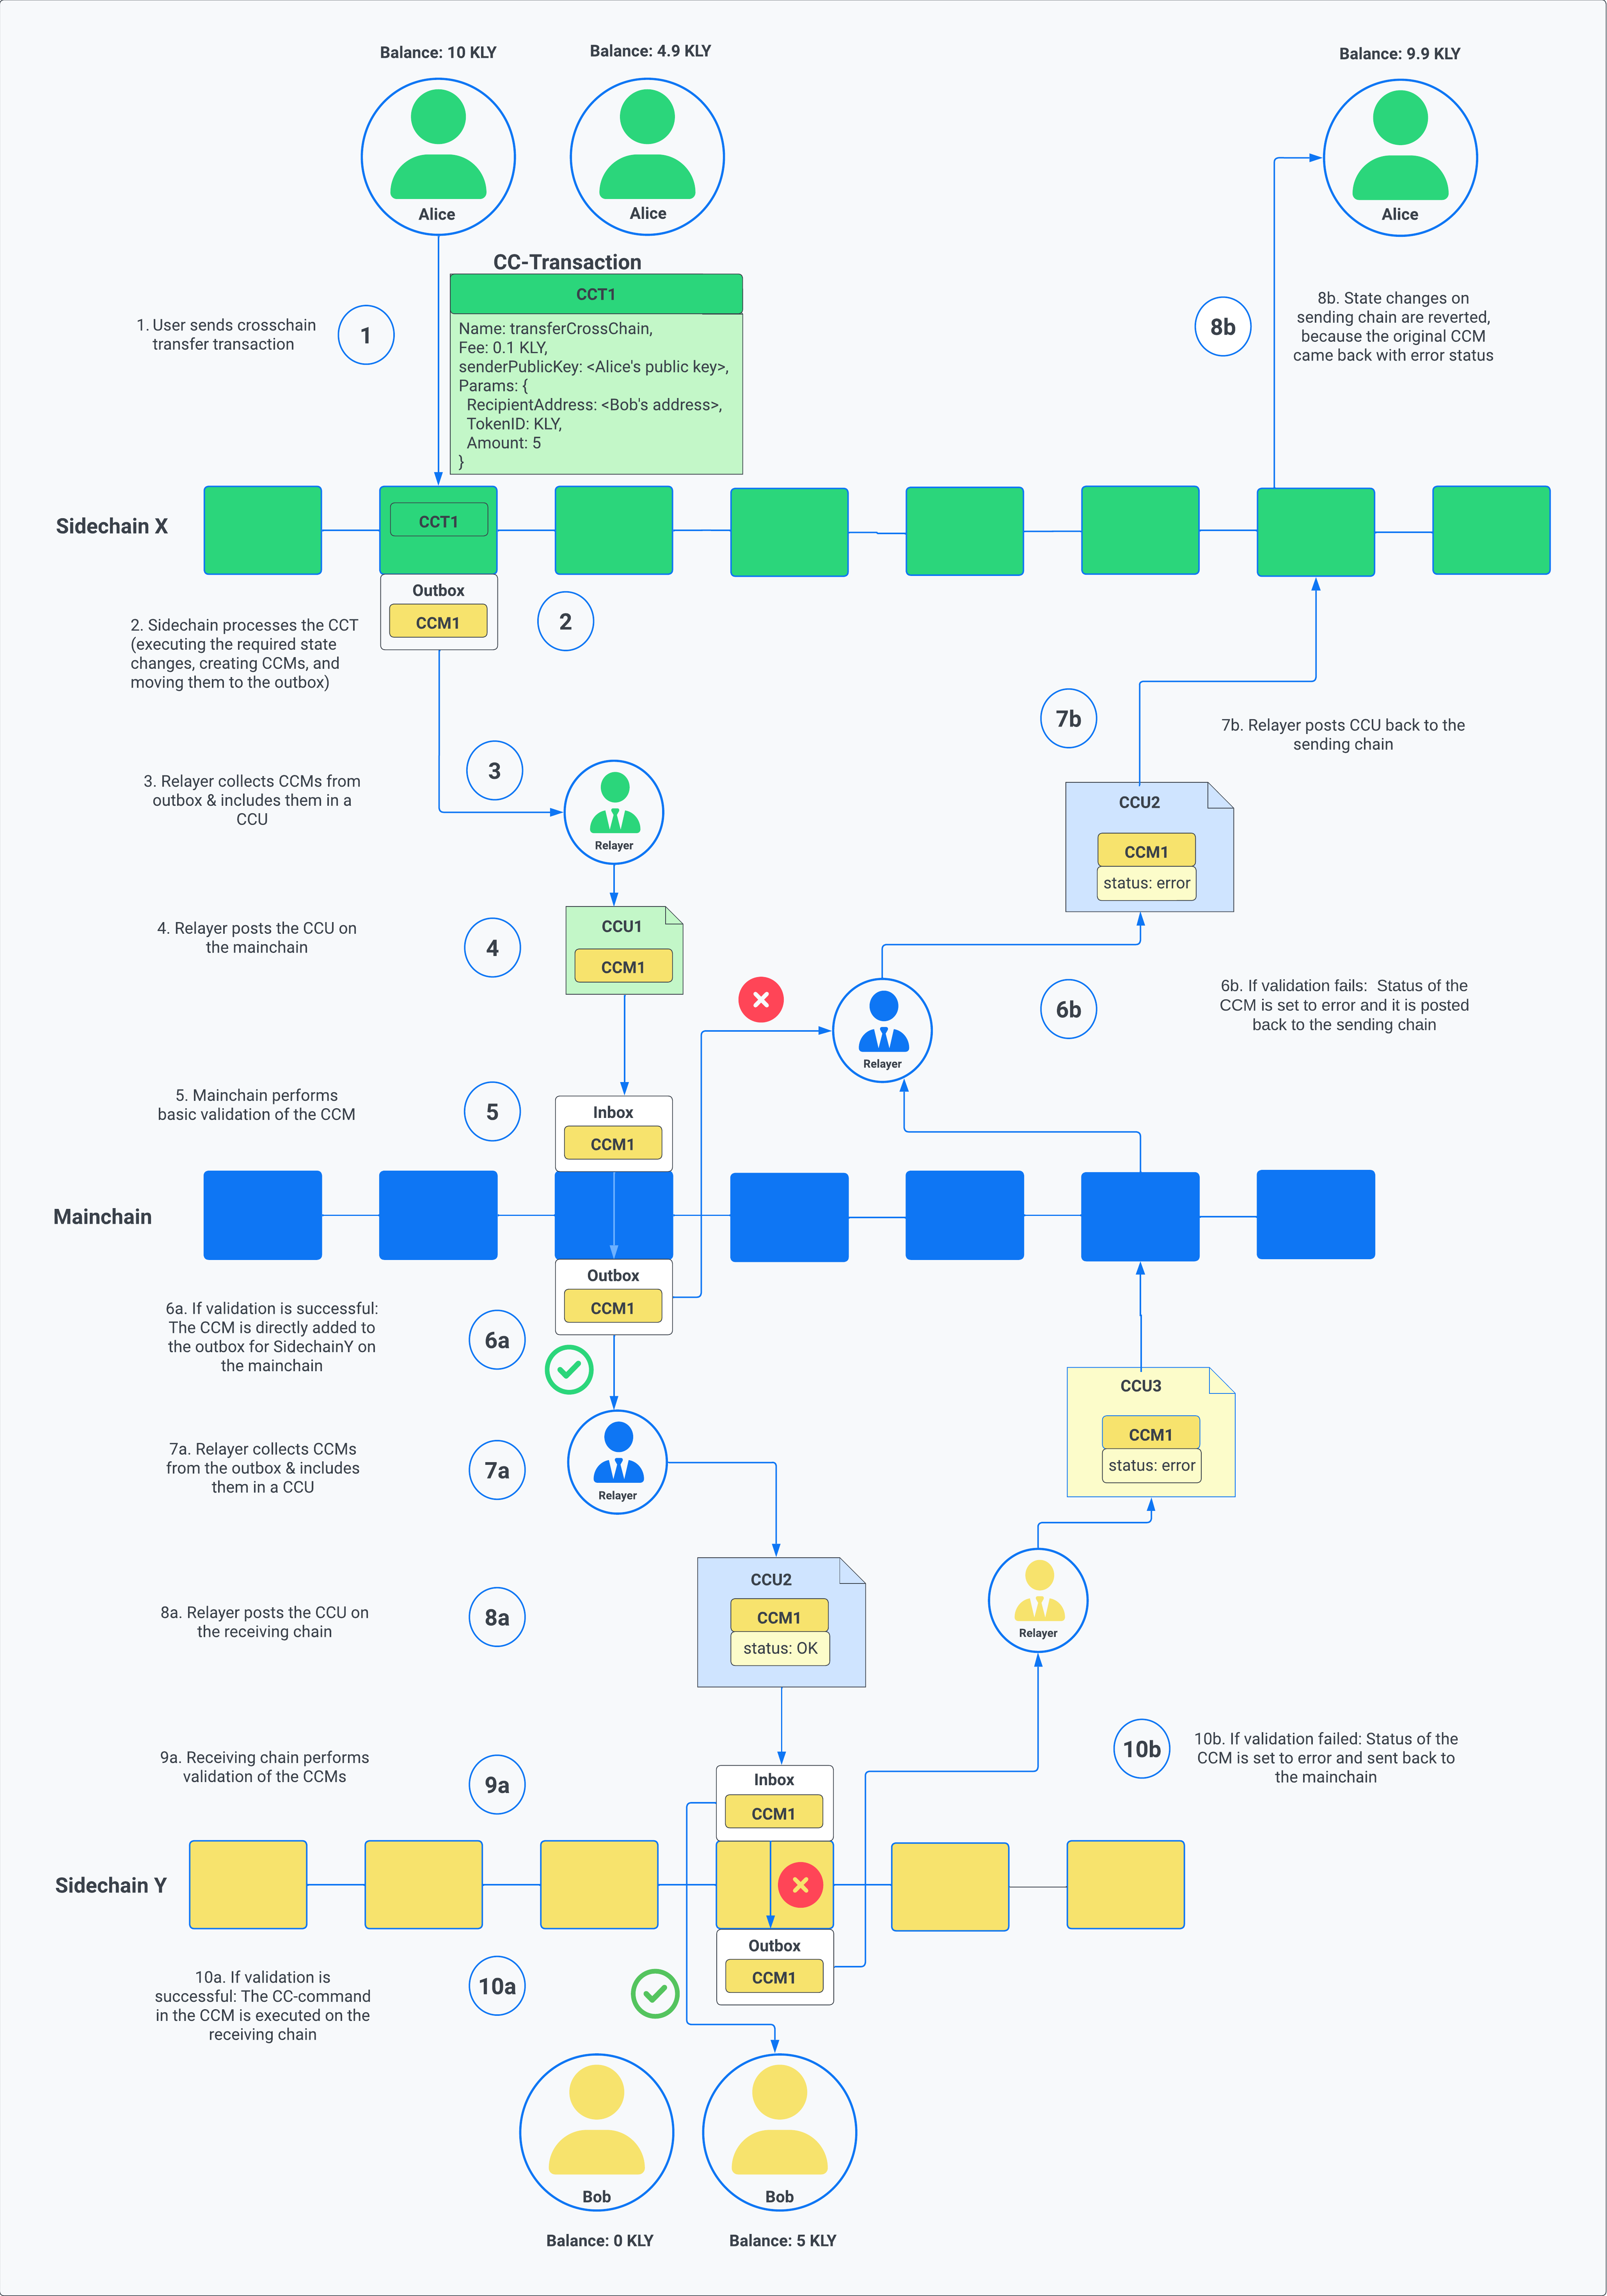 Balance: 10 KLY
Balance: 4.9 KLY
Balance: 9.9 KLY
Alice
Alice
Alice
CC-Transaction
CCT1
Name: transferCrossChain,
Fee: 0.1 KLY,
senderPublicKey: <Alice's public key>,
Params: {
RecipientAddress: <Bob's address>,
TokenID: KLY,
Amount: 5
}
1. User sends crosschain
transfer transaction
1
8b
8b. State changes on
sending chain are reverted,
because the original CCM
came back with error status
Sidechain X
CCT1
Outbox
CCM1
2
2. Sidechain processes the CCT
(executing the required state
changes, creating CCMs, and
moving them to the outbox)
7b
7b. Relayer posts CCU back to the
sending chain
3
3. Relayer collects CCMs from
outbox & includes them in a
CCU
Relayer
CCU2
CCM1
status: error
4. Relayer posts the CCU on
the mainchain
4
CCU1
CCM1
6b
6b. If validation fails:  Status of the
CCM is set to error and it is posted
back to the sending chain
Relayer
5. Mainchain performs
basic validation of the CCM
5
Inbox
CCM1
Mainchain
Outbox
CCM1
6a. If validation is successful:
The CCM is directly added to
the outbox for SidechainY on
the mainchain
6a
CCU3
CCM1
status: error
7a. Relayer collects CCMs
from the outbox & includes
them in a CCU
7a
Relayer
CCU2
CCM1
status: OK
8a. Relayer posts the CCU on
the receiving chain
8a
Relayer
10b
10b. If validation failed: Status of the
CCM is set to error and sent back to
the mainchain
9a. Receiving chain performs
validation of the CCMs
9a
Inbox
CCM1
Sidechain Y
Outbox
CCM1
10a. If validation is
successful: The CC-command
in the CCM is executed on the
receiving chain
10a
Bob
Bob
Balance: 0 KLY
Balance: 5 KLY